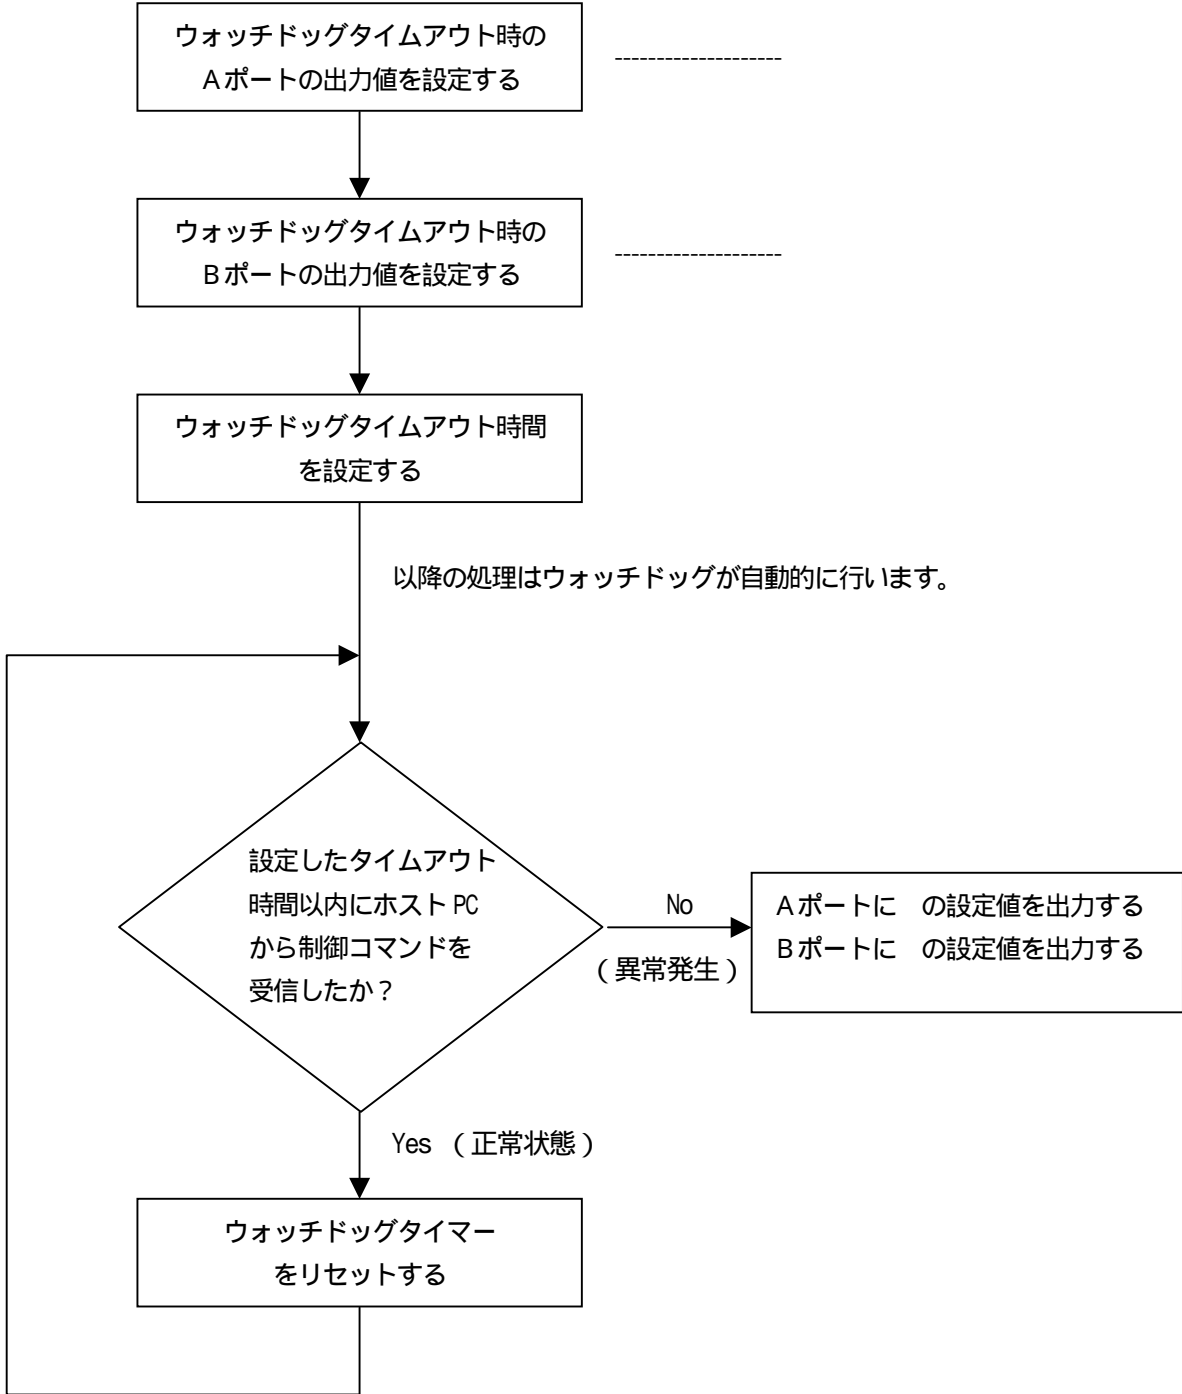 ウォッチドッグタイムアウト時の
Aポートの出力値を設定する
--------------------
ウォッチドッグタイムアウト時の
Bポートの出力値を設定する
--------------------
ウォッチドッグタイムアウト時間
を設定する
以降の処理はウォッチドッグが自動的に行います。
設定したタイムアウト
時間以内にホスト PC
から制御コマンドを
受信したか？
No
（異常発生）
Aポートに　の設定値を出力する
Bポートに　の設定値を出力する
Yes （正常状態）
ウォッチドッグタイマー
をリセットする